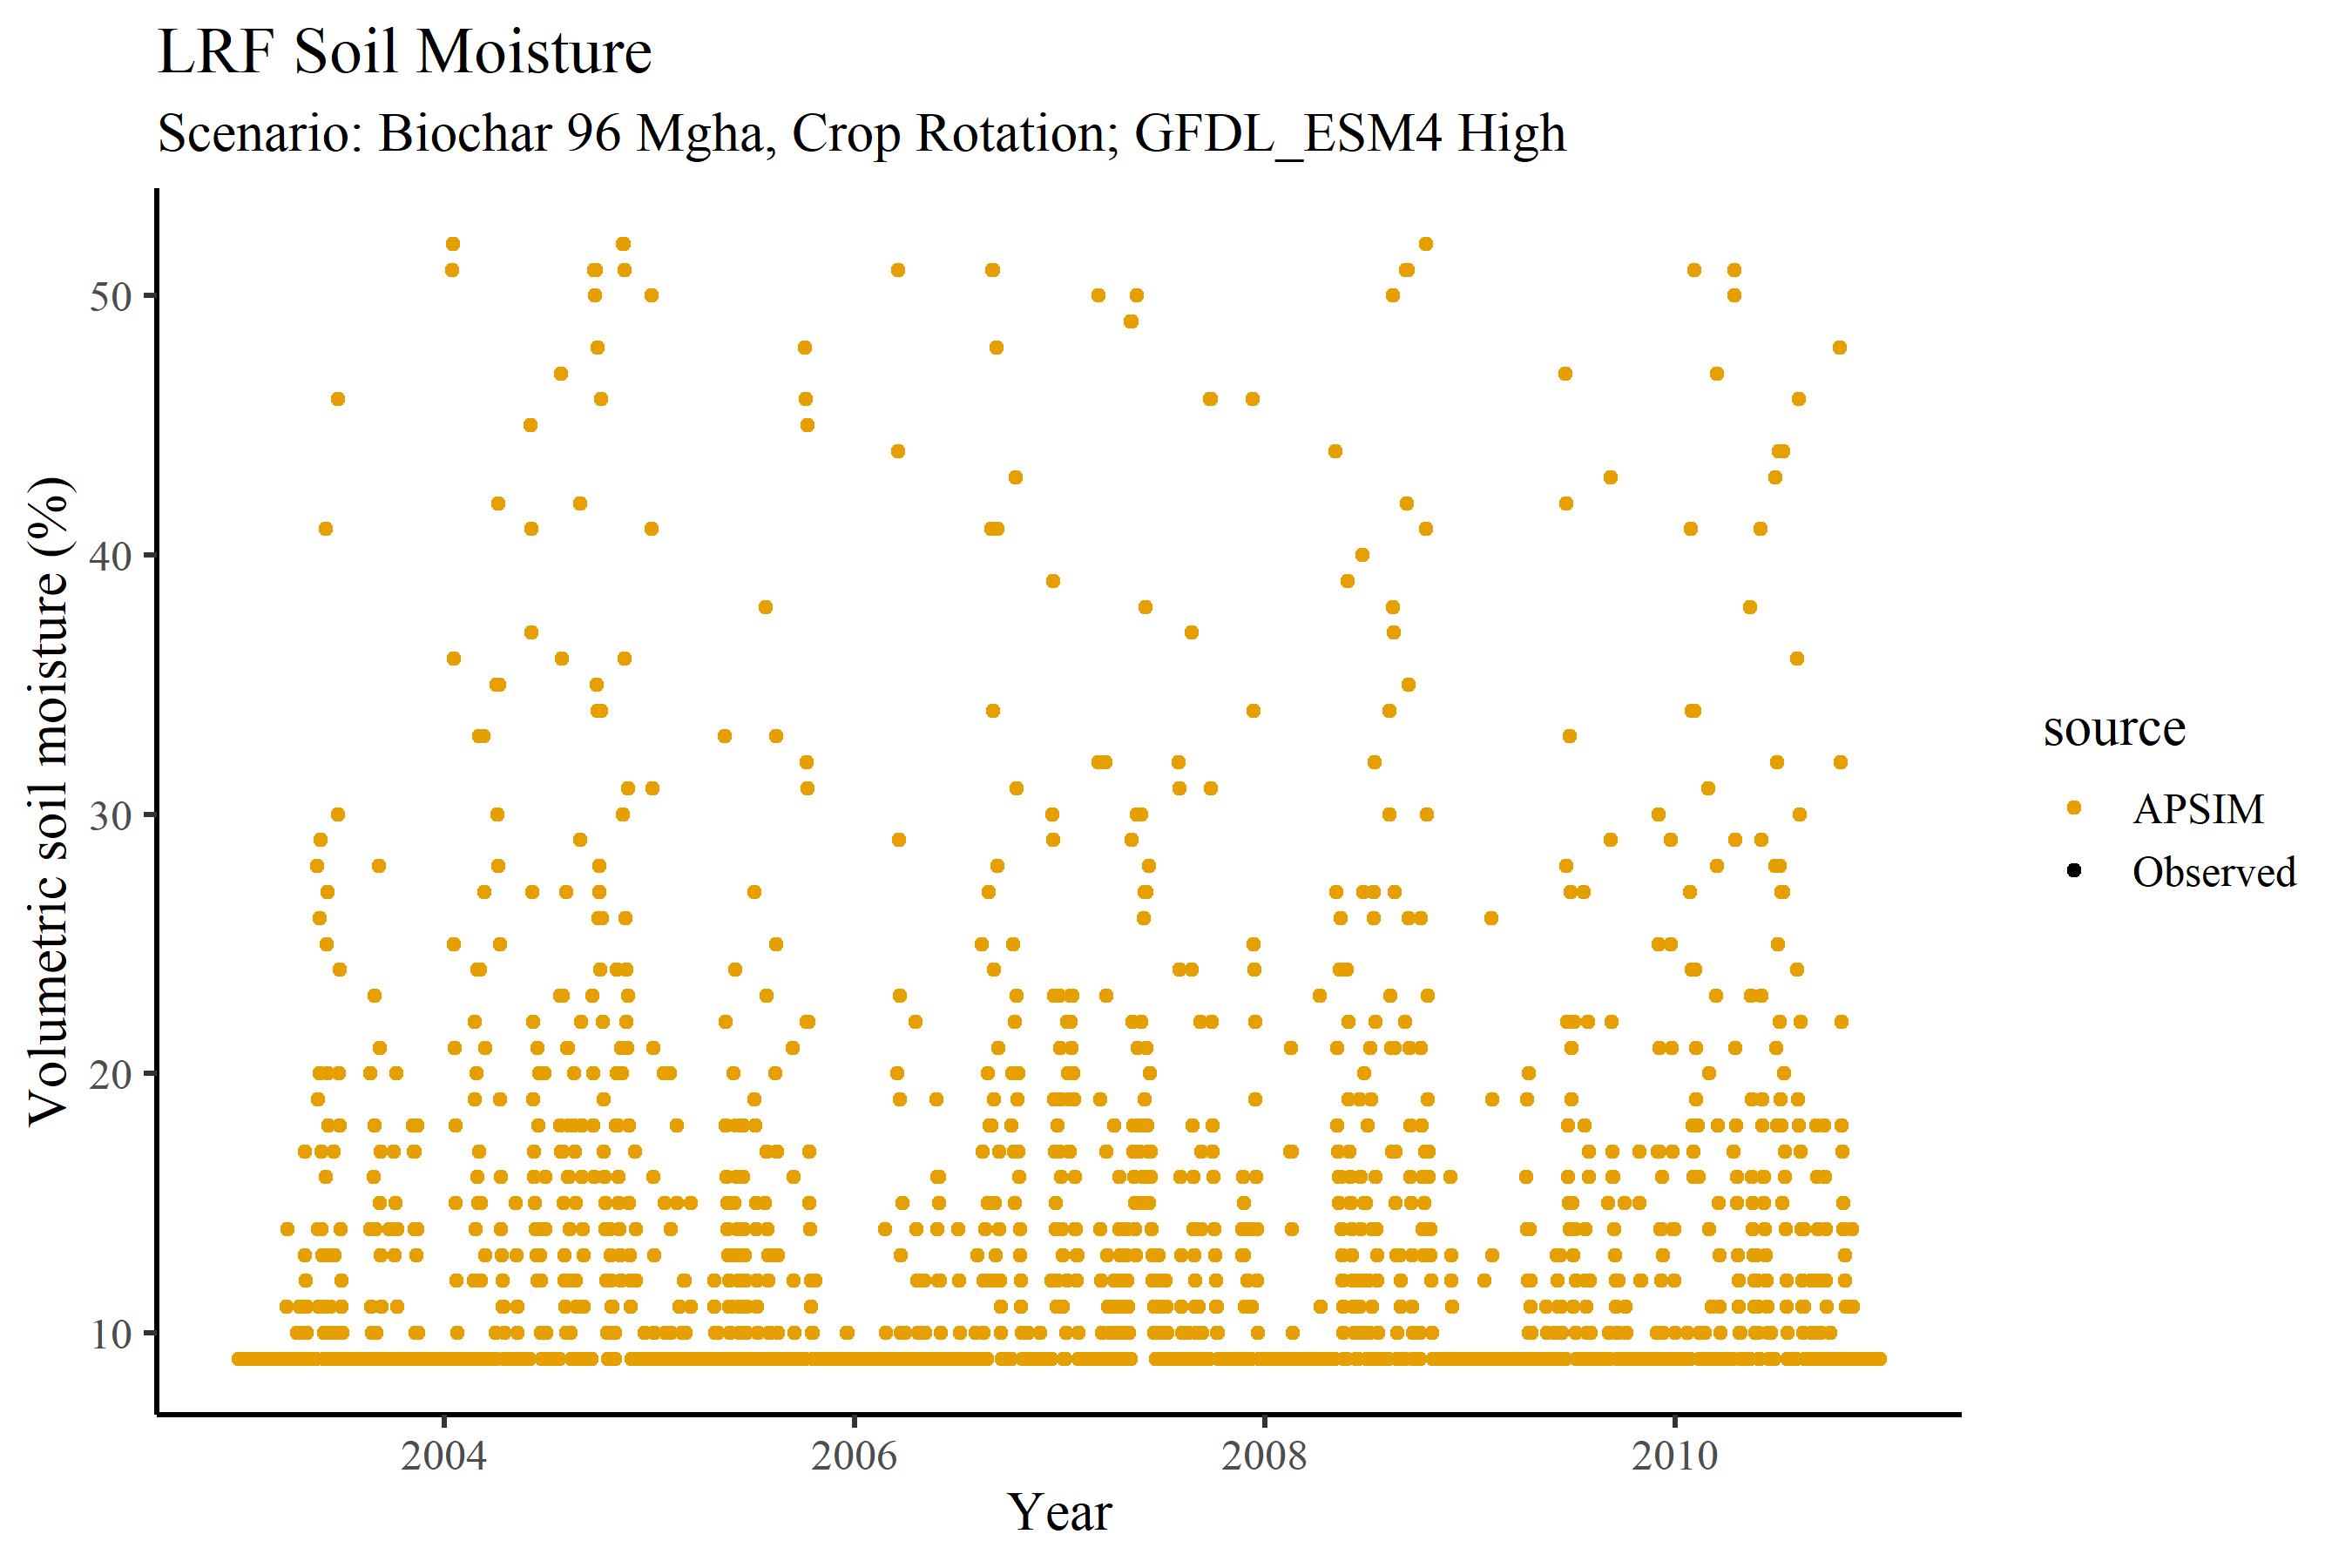 LRF Soil Moisture
Scenario: Biochar 96 Mgha, Crop Rotation; GFDL_ESM4 High
Volumetric soil moisture (%)
50
40
30
20
10
2004
2006
2008
2010
Year
source
APSIM
Observed